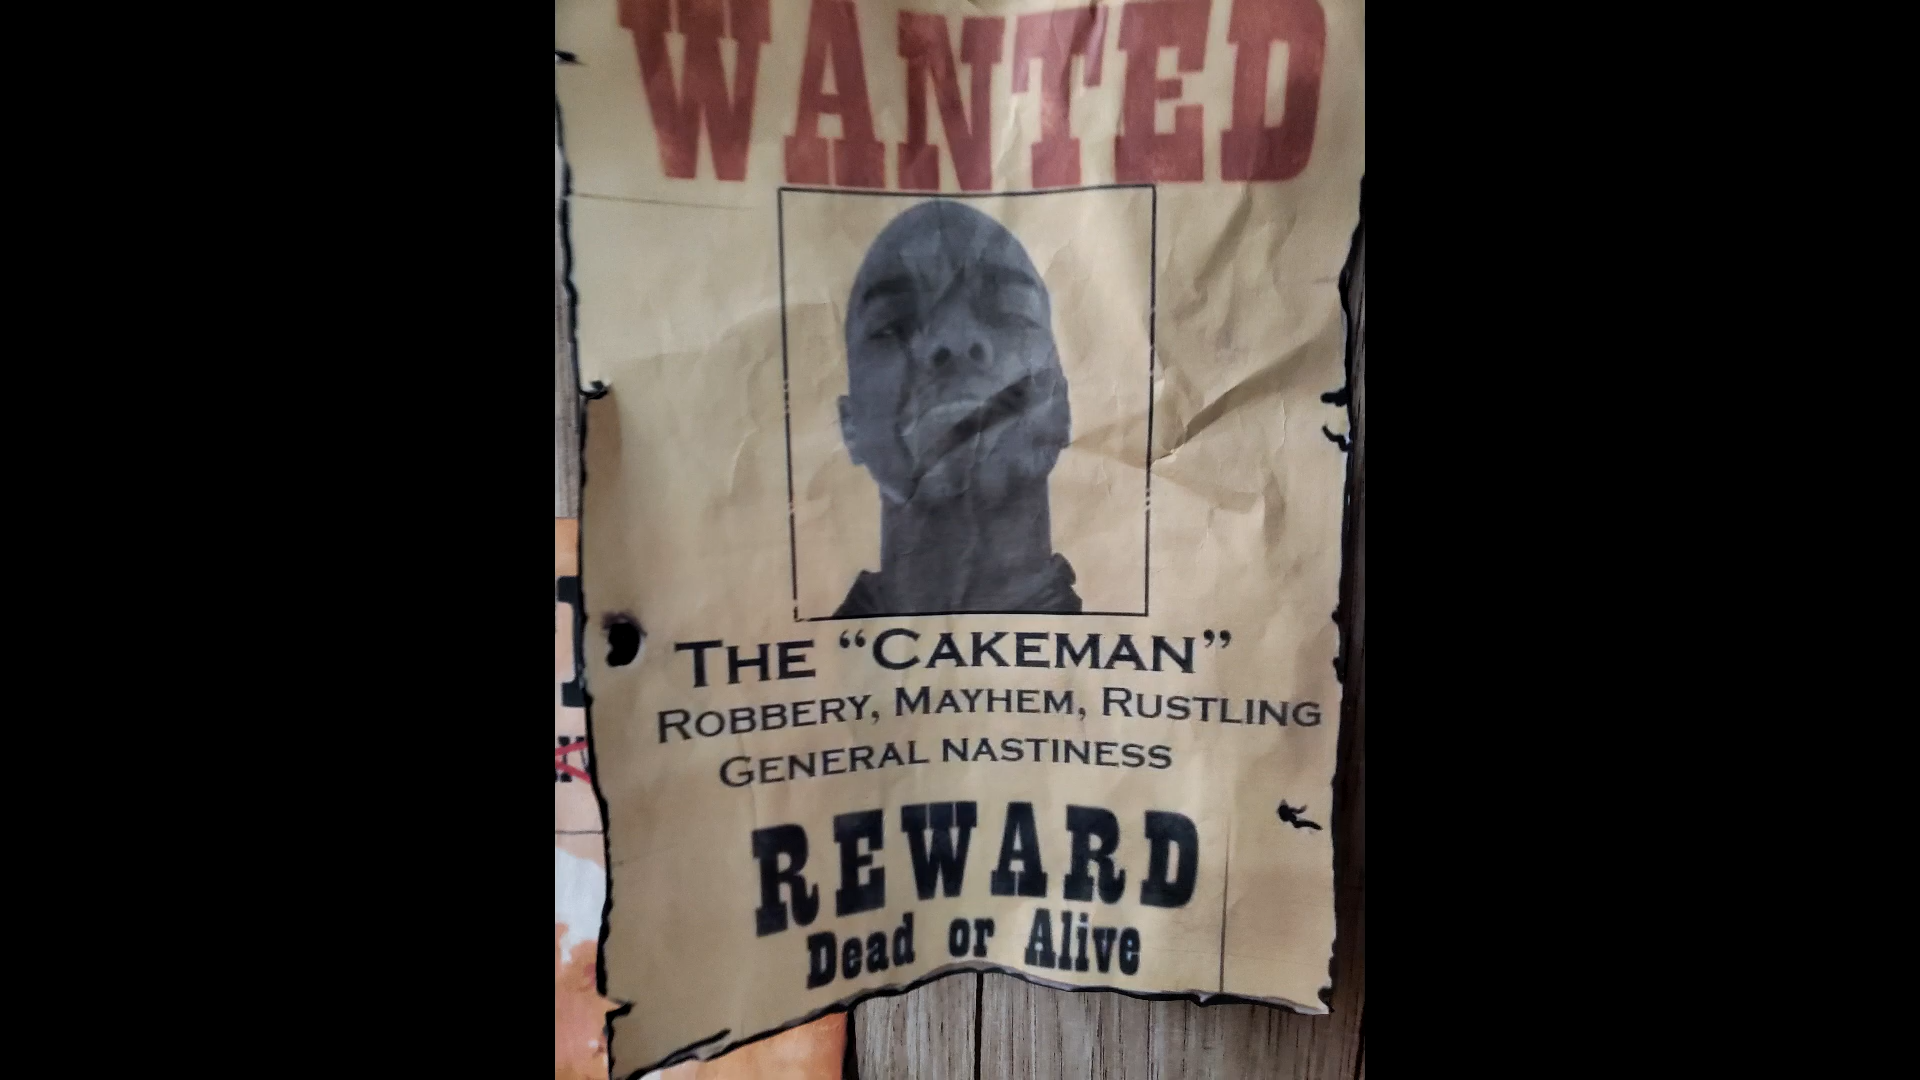 WANTED
THE “CAKEMAN”
ROBBERY, MAYHEM, RUSTLING
GENERAL NASTINESS
REWARD
Dead or Alive